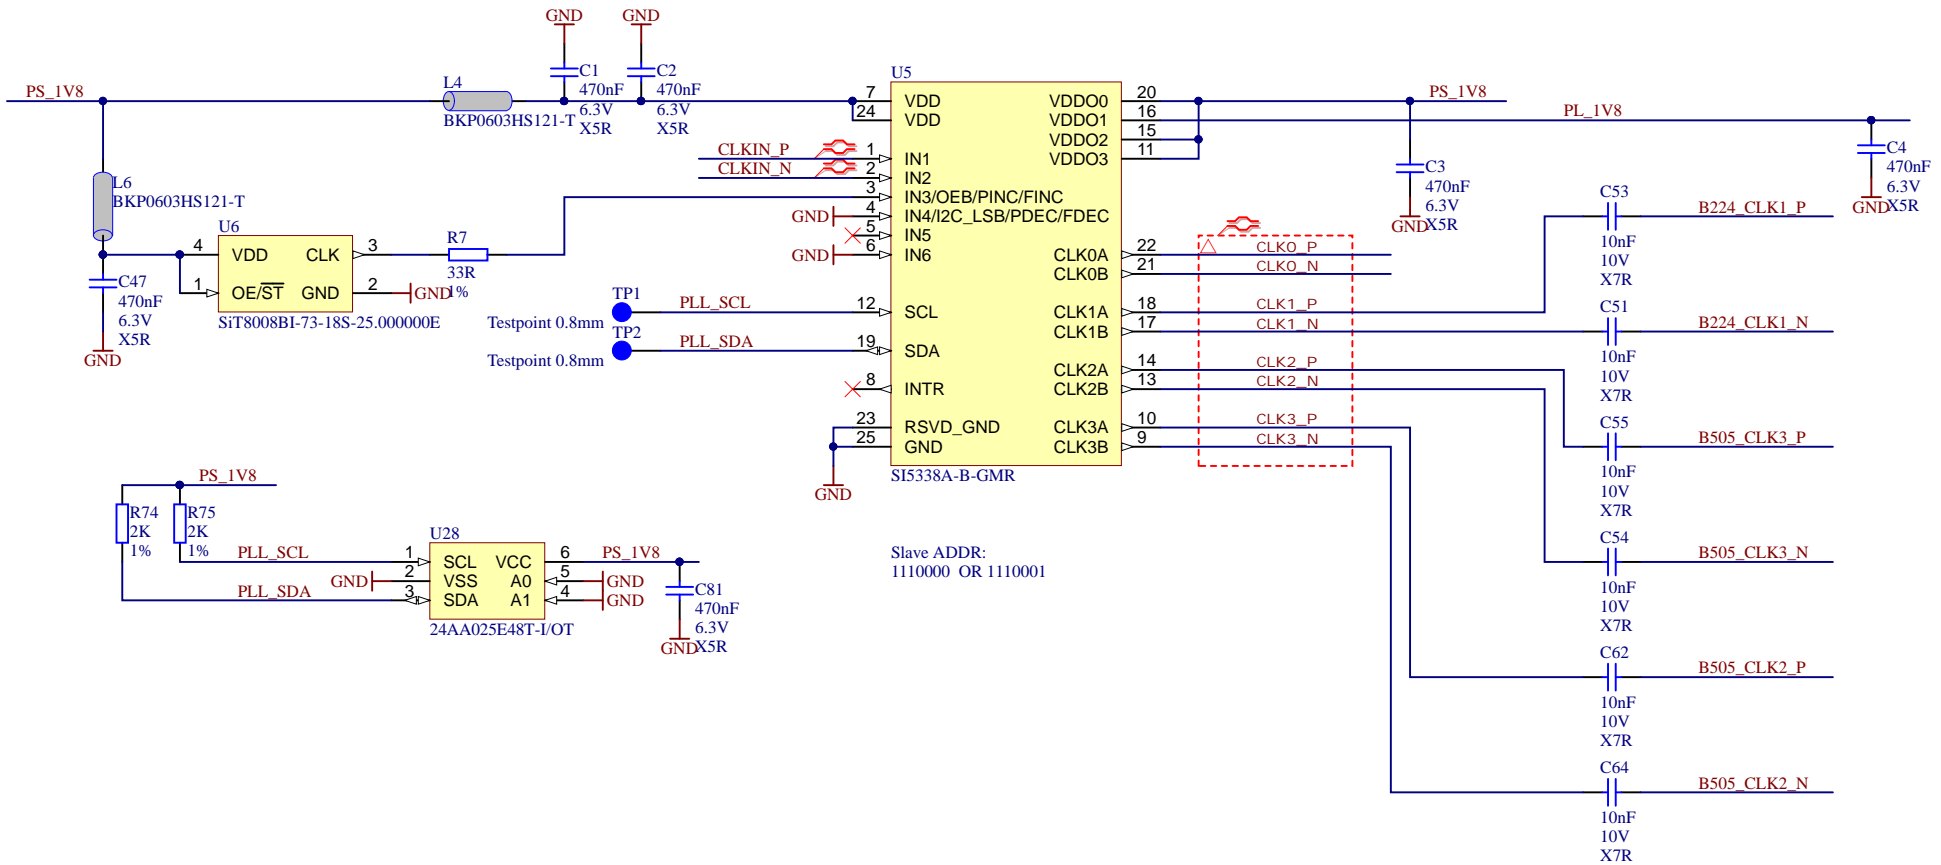 GND
GND
PS_1V8
L4
BKP0603HS121-T
C1
470nF
6.3V
X5R
C2
470nF
6.3V
X5R
L6
BKP0603HS121-T
U6
4
VDD
CLK
3
1
OE/ST
GND
2
GND
SiT8008BI-73-18S-25.000000E
C47
470nF
6.3V
X5R
GND
R7
33R
1%
CLKIN_P
CLKIN_N
GND
GND
TP1
Testpoint 0.8mm
PLL_SCL
TP2
Testpoint 0.8mm
PLL_SDA
U5
7
VDD
24
VDD
1
IN1
2
IN2
3
IN3/OEB/PINC/FINC
4
IN4/I2C_LSB/PDEC/FDEC
5
IN5
6
IN6
12
SCL
19
SDA
8
INTR
23
RSVD_GND
25
GND
GND
VDDO0
20
VDDO1
16
VDDO2
15
VDDO3
11
CLK0A
22
CLK0B
21
CLK1A
18
CLK1B
17
CLK2A
14
CLK2B
13
CLK3A
10
CLK3B
9
SI5338A-B-GMR
Slave ADDR:
1110000  OR 1110001
PS_1V8
PL_1V8
C3
470nF
6.3V
X5R
GND
C4
470nF
6.3V
X5R
GND
CLK0_P
CLK0_N
CLK1_P
CLK1_N
CLK2_P
CLK2_N
CLK3_P
CLK3_N
C53
10nF
10V
X7R
B224_CLK1_P
C51
10nF
10V
X7R
B224_CLK1_N
C55
10nF
10V
X7R
B505_CLK3_P
C54
10nF
10V
X7R
B505_CLK3_N
C62
10nF
10V
X7R
B505_CLK2_P
C64
10nF
10V
X7R
B505_CLK2_N
PS_1V8
R74
2K
1%
R75
2K
1%
PLL_SCL
GND
PLL_SDA
U28
1
SCL
VCC
6
2
VSS
A0
5
3
SDA
A1
4
24AA025E48T-I/OT
PS_1V8
GND
GND
C81
470nF
6.3V
X5R
GND